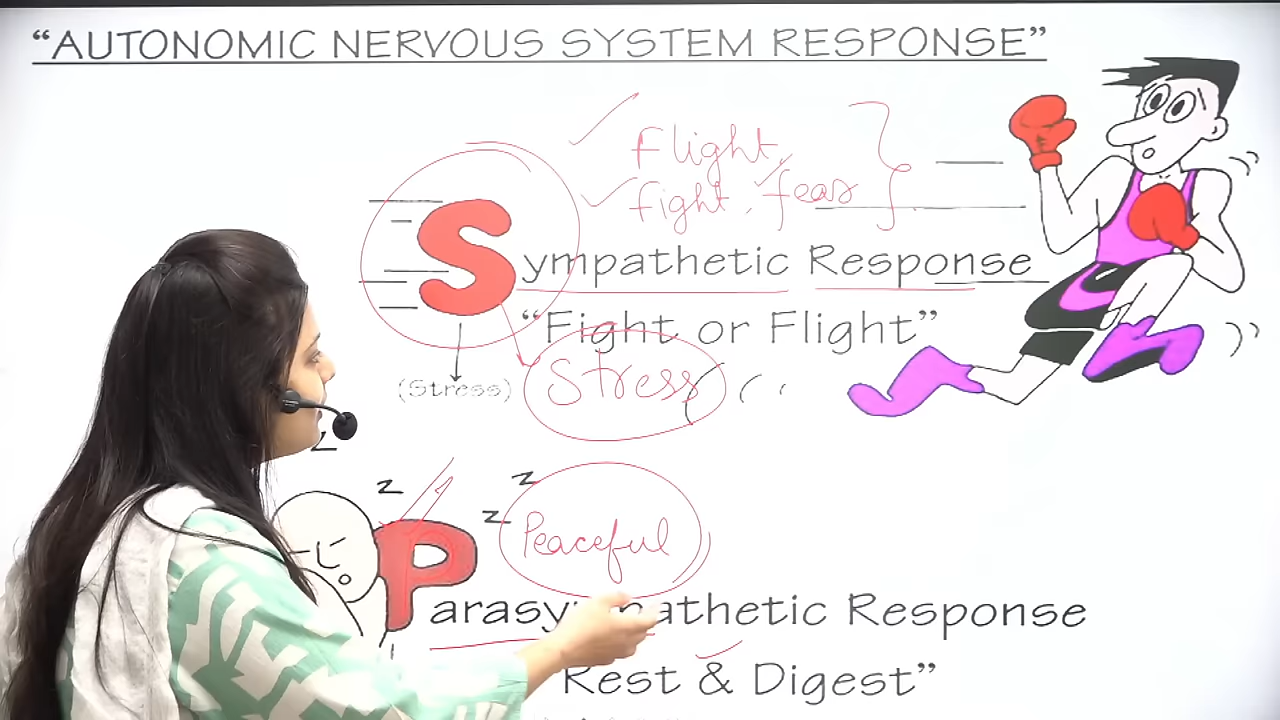 “AUTONOMIC NERVOUS SYSTEM RESPONSE”
Flight,
fight, fear
Sympathetic Response
“Fight or Flight”
(Stress)
Stress
z
z z
z
Peaceful
Parasympathetic Response
Rest & Digest”